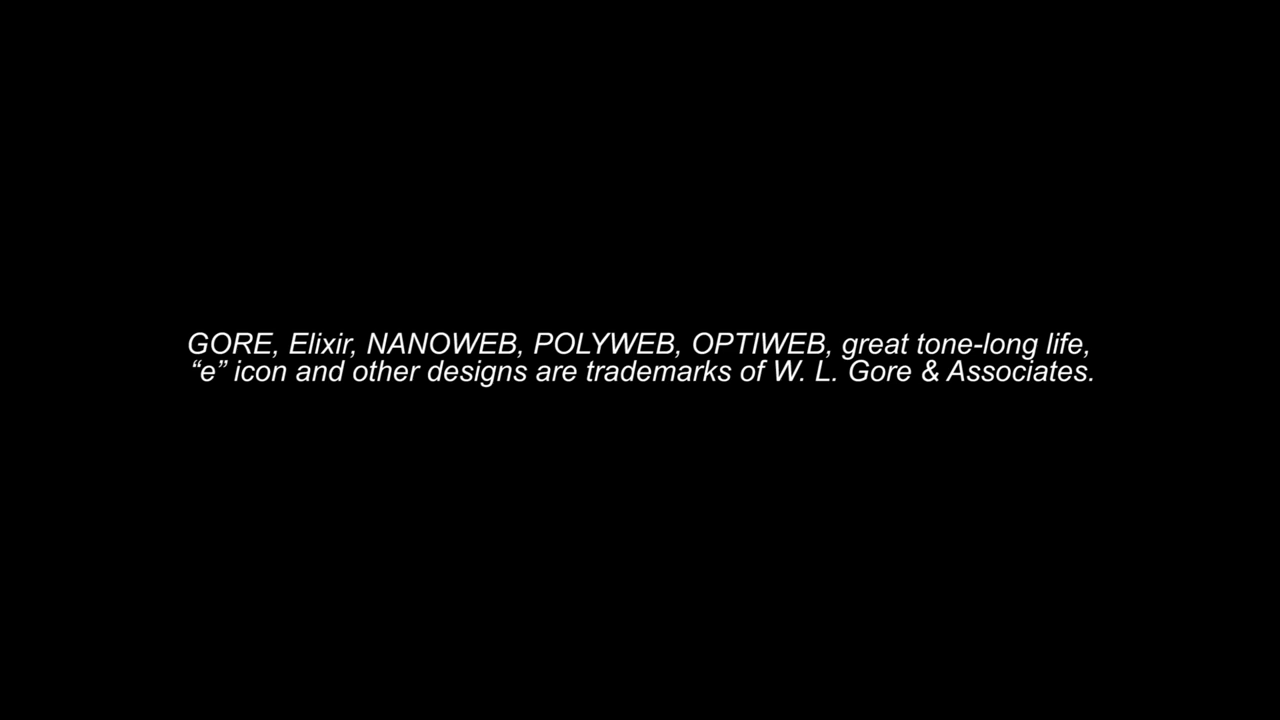 GORE, Elixir, NANOWEB, POLYWEB, OPTIWEB, great tone-long life,
“e” icon and other designs are trademarks of W. L. Gore & Associates.